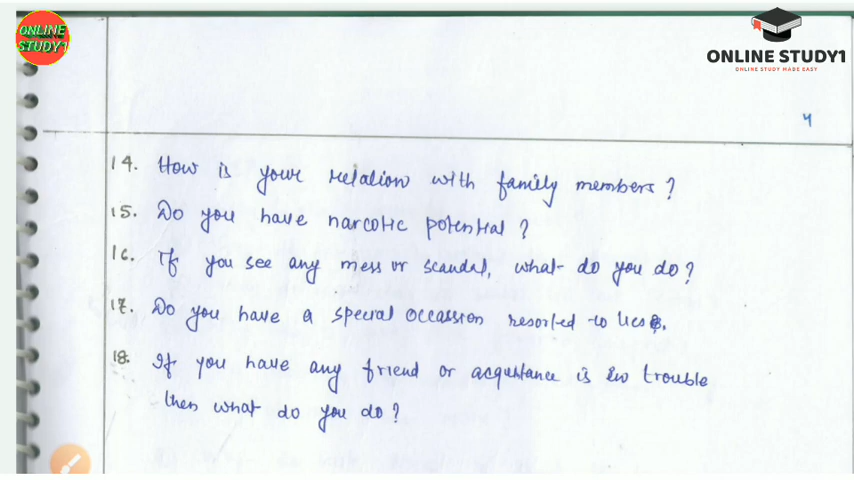 ONLINE
STUDY1
ONLINE STUDY1
ONLINE STUDY MADE EASY
4
14. How is your relation with family members?
15. Do you have narcotic potential?
16. If you see any mess or scandal, what do you do?
17. Do you have a special occassion resorted to lies.
18. If you have any friend or acquistance is in trouble
then what do you do?